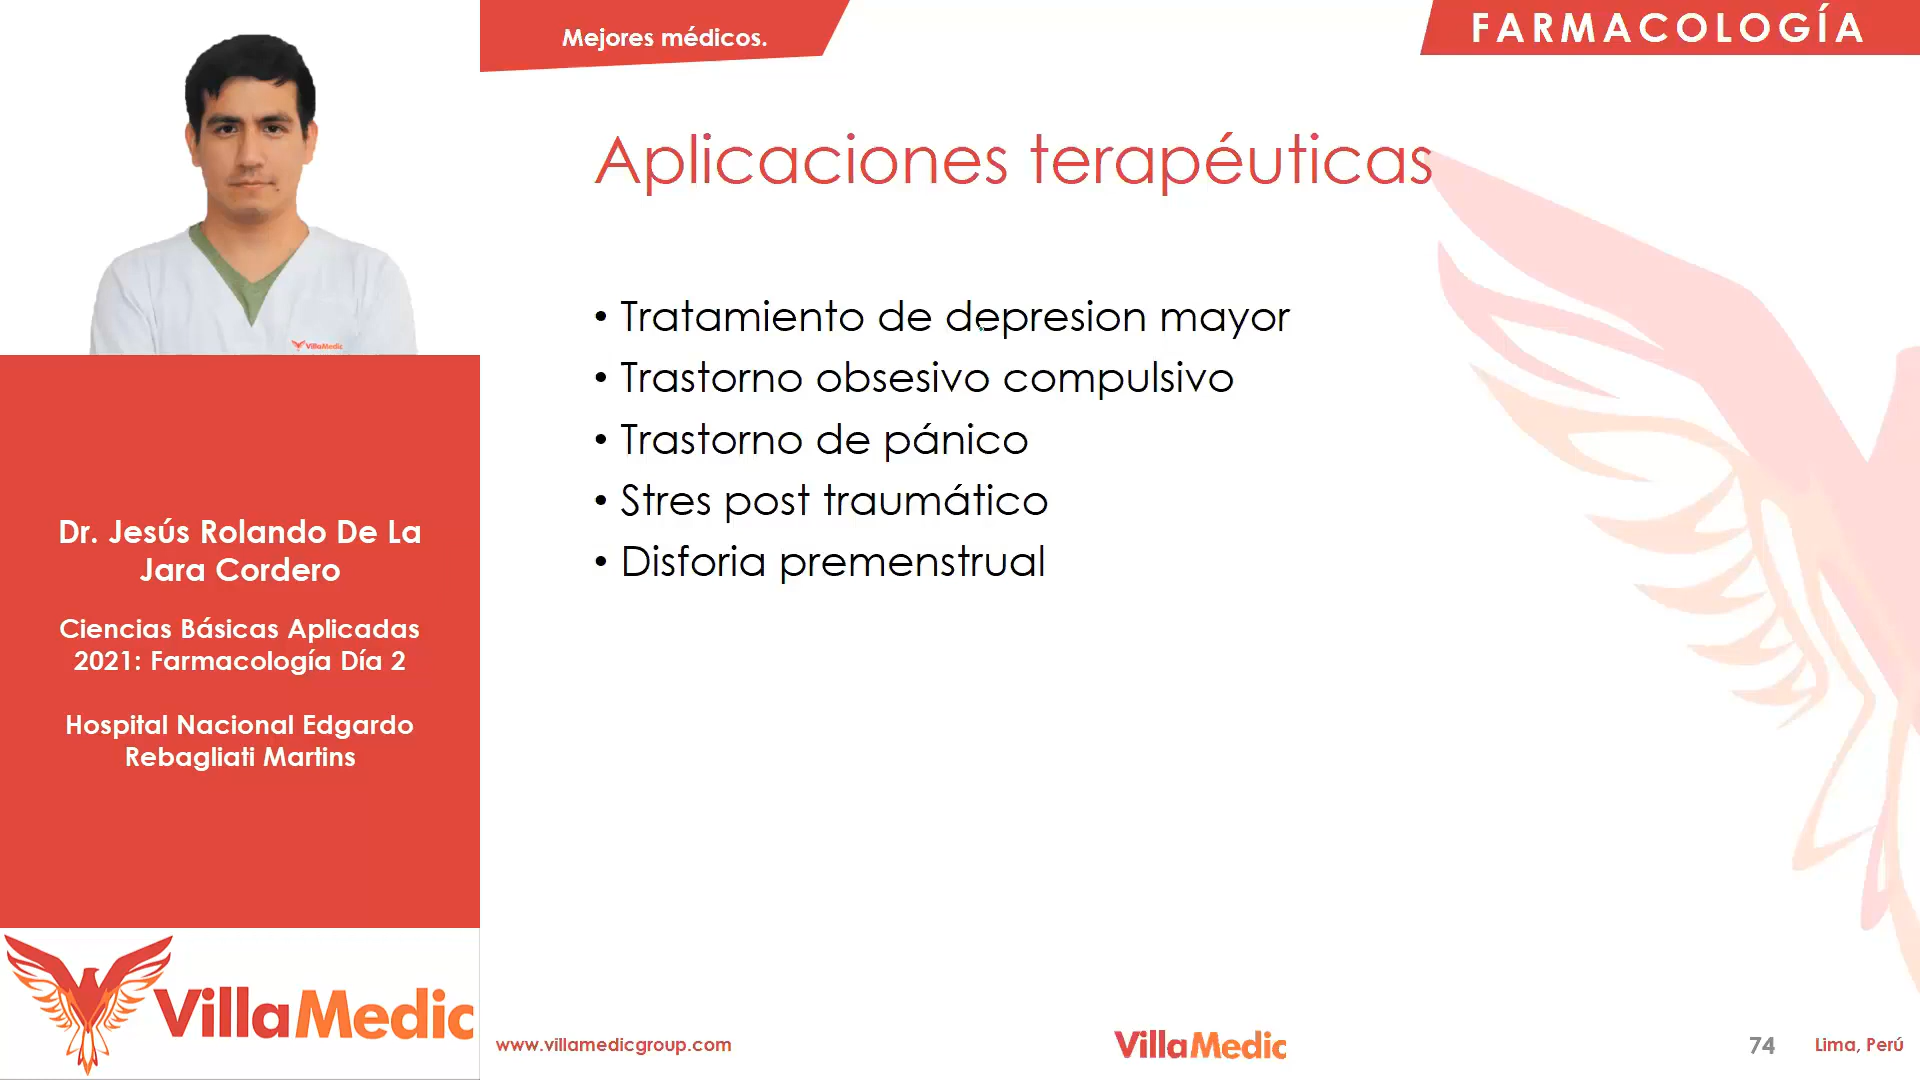 Mejores médicos.
FARMACOLOGÍA
Aplicaciones terapéuticas
• Tratamiento de depresion mayor
• Trastorno obsesivo compulsivo
• Trastorno de pánico
• Stres post traumático
• Disforia premenstrual
VillaMedic
Dr. Jesús Rolando De La
Jara Cordero
Ciencias Básicas Aplicadas
2021: Farmacología Día 2
Hospital Nacional Edgardo
Rebagliati Martins
VillaMedic
www.villamedicgroup.com
VillaMedic
74
Lima, Perú